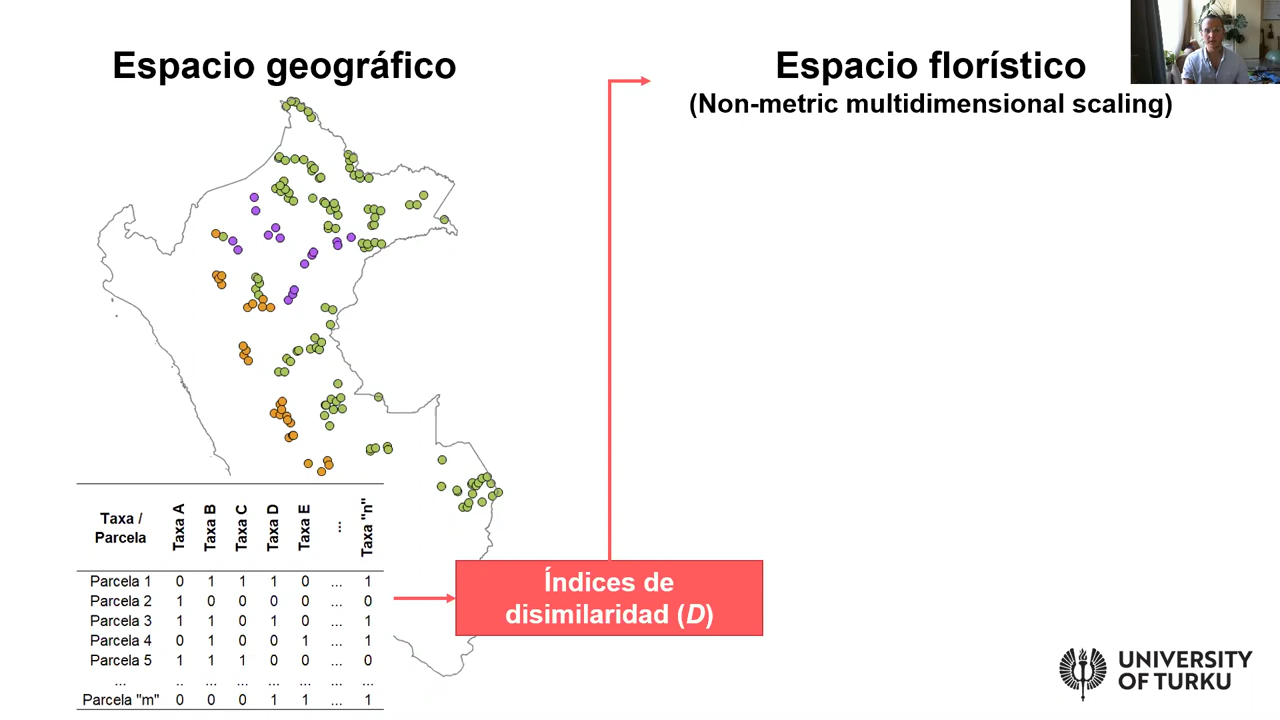 Espacio geográfico
Espacio florístico
(Non-metric multidimensional scaling)
Taxa /
Parcela
Taxa A
Taxa B
Taxa C
Taxa D
Taxa E
...
Taxa "n"
Parcela 1 0 1 1 1 0 ... 1
Parcela 2 1 0 0 0 0 ... 0
Parcela 3 1 1 0 1 0 ... 1
Parcela 4 0 1 0 0 1 ... 1
Parcela 5 1 1 1 0 0 ... 0
... .. ... ... ... ... ... ...
Parcela "m" 0 0 0 1 1 ... 1
Índices de
disimilaridad (D)
UNIVERSITY
OF TURKU